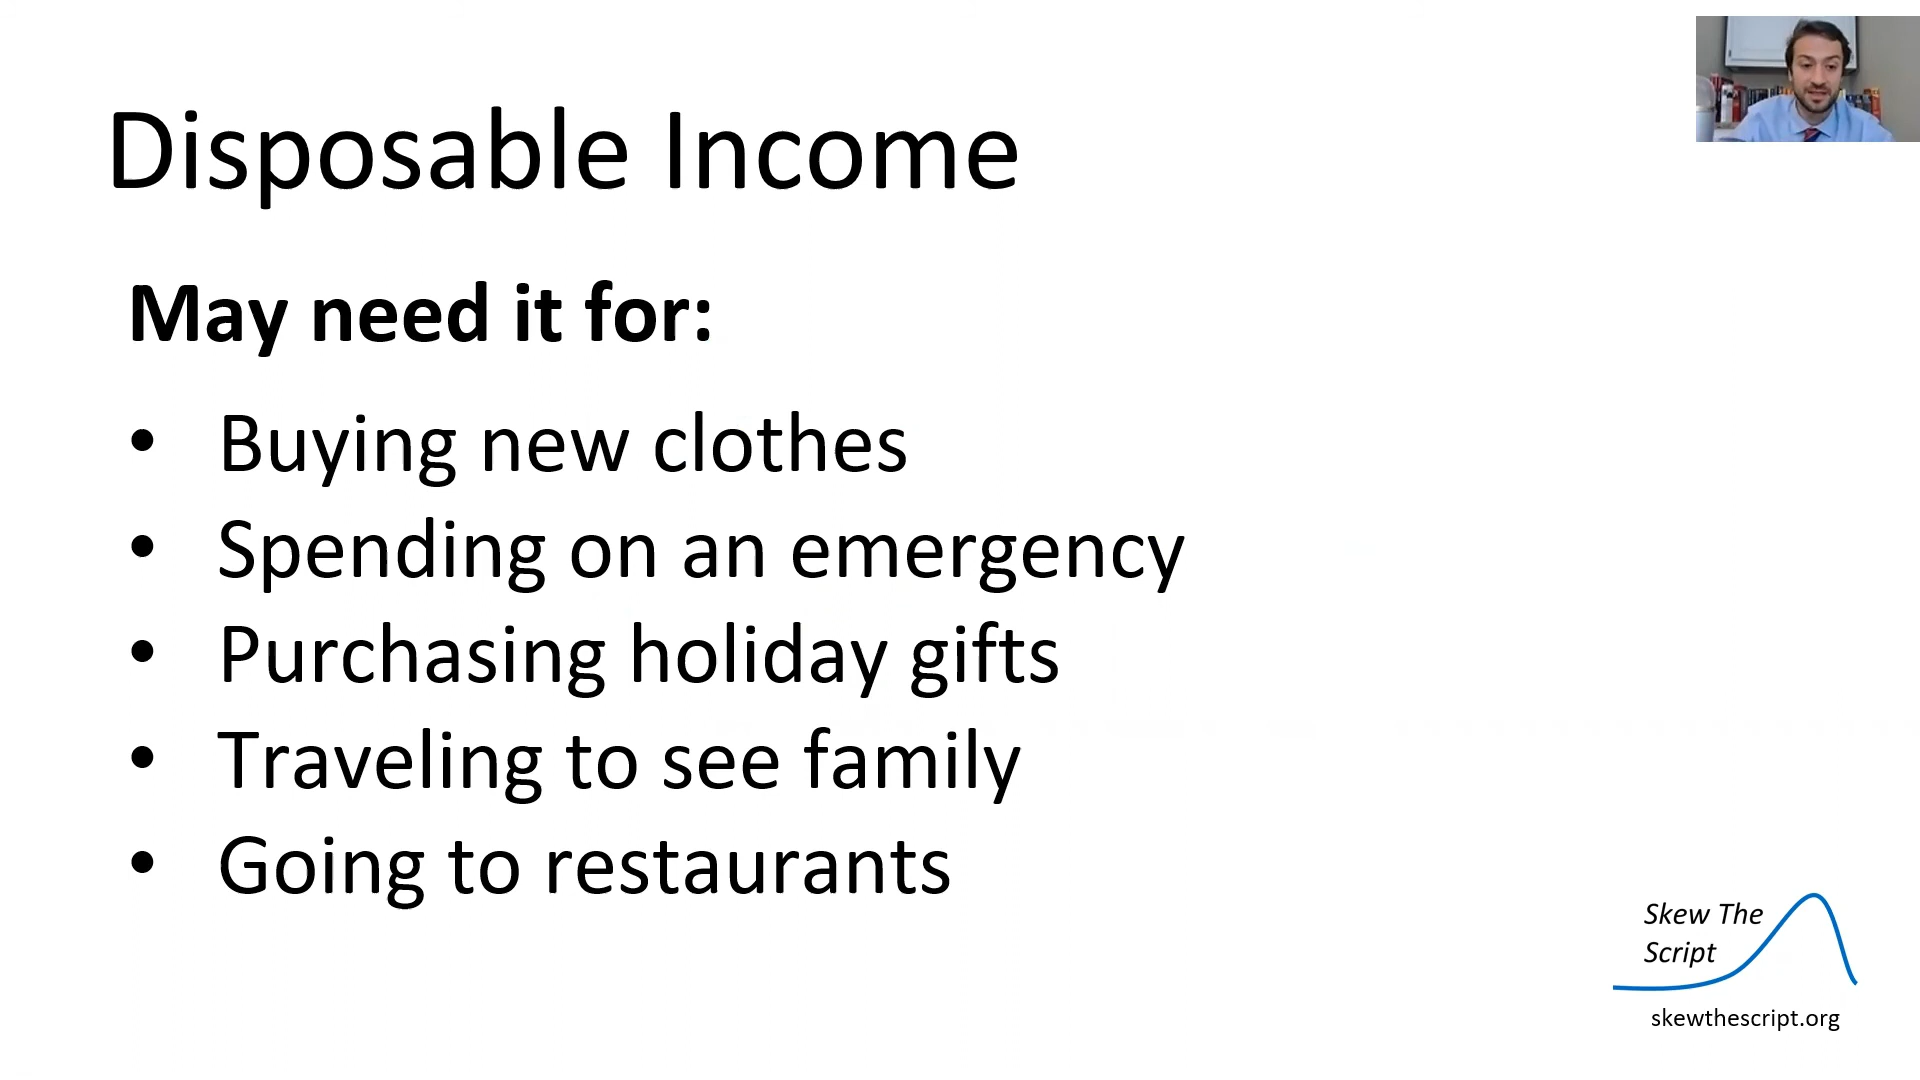 Disposable Income
May need it for:
• Buying new clothes
• Spending on an emergency
• Purchasing holiday gifts
• Traveling to see family
• Going to restaurants
Skew The
Script
skewthescript.org